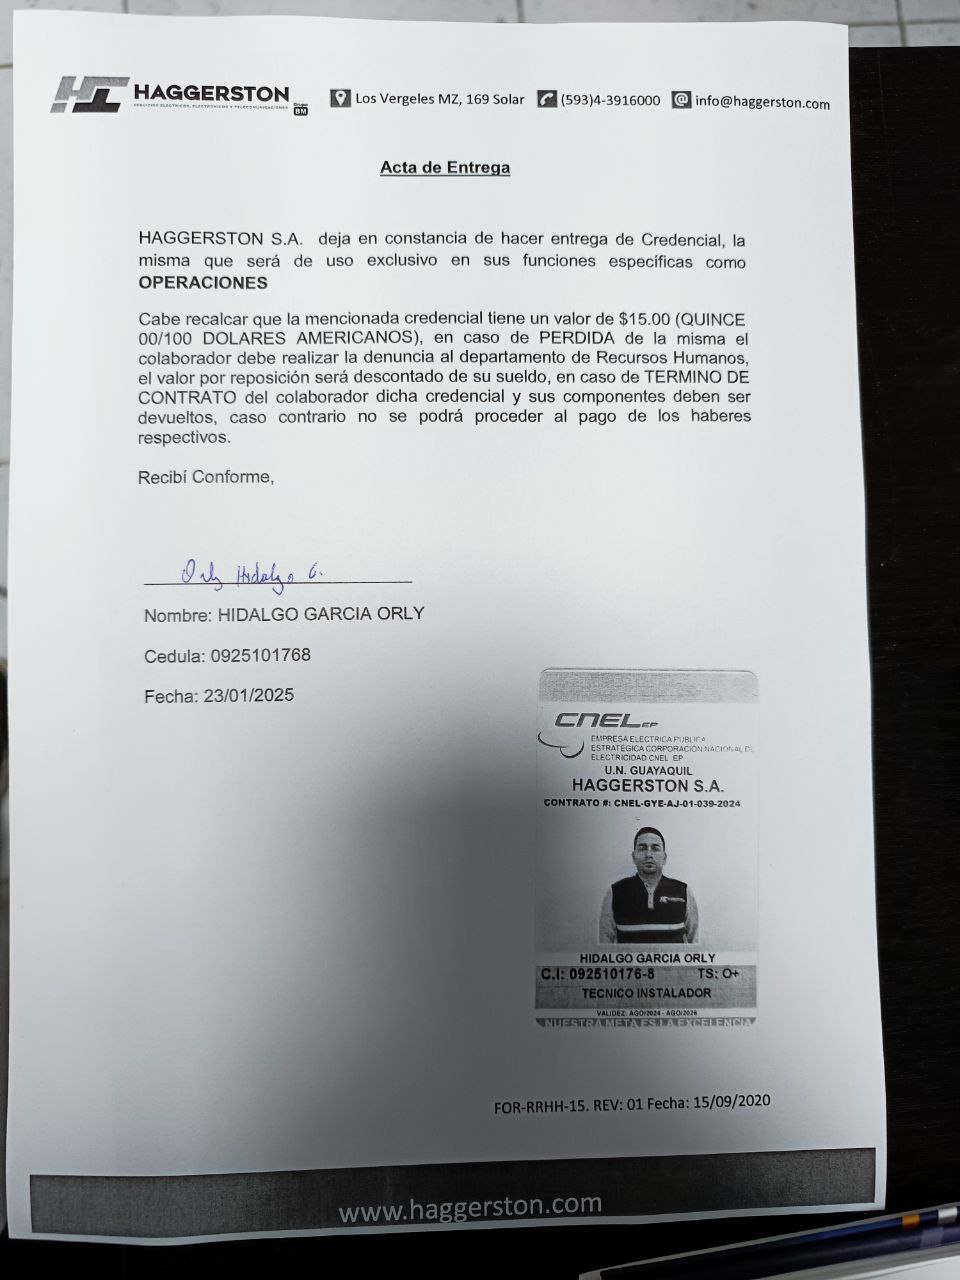 HAGGERSTON
SERVICIOS ELECTRICOS, ELECTRONICOS Y TELECOMUNICACIONES
Grupo
BM
Los Vergeles MZ, 169 Solar (593)4-3916000 @ info@haggerston.com
Acta de Entrega
HAGGERSTON S.A. deja en constancia de hacer entrega de Credencial, la
misma que será de uso exclusivo en sus funciones específicas como
OPERACIONES
Cabe recalcar que la mencionada credencial tiene un valor de $15.00 (QUINCE
00/100 DOLARES AMERICANOS), en caso de PERDIDA de la misma el
colaborador debe realizar la denuncia al departamento de Recursos Humanos,
el valor por reposición será descontado de su sueldo, en caso de TERMINO DE
CONTRATO del colaborador dicha credencial y sus componentes deben ser
devueltos, caso contrario no se podrá proceder al pago de los haberes
respectivos.
Recibí Conforme,
Orly Hidalgo G.
Nombre: HIDALGO GARCIA ORLY
Cedula: 0925101768
Fecha: 23/01/2025
CNEL EP
EMPRESA ELECTRICA PUBLICA
ESTRATÉGICA CORPORACIÓN NACIONAL DE
ELECTRICIDAD CNEL EP
U.N. GUAYAQUIL
HAGGERSTON S.A.
CONTRATO #: CNEL-GYE-AJ-01-039-2024
HIDALGO GARCIA ORLY
C.I: 092510176-8 TS: O+
TECNICO INSTALADOR
VALIDEZ: AGO/2024 - AGO/2026
NUESTRA META ES LA EXCELENCIA
FOR-RRHH-15. REV: 01 Fecha: 15/09/2020
www.haggerston.com